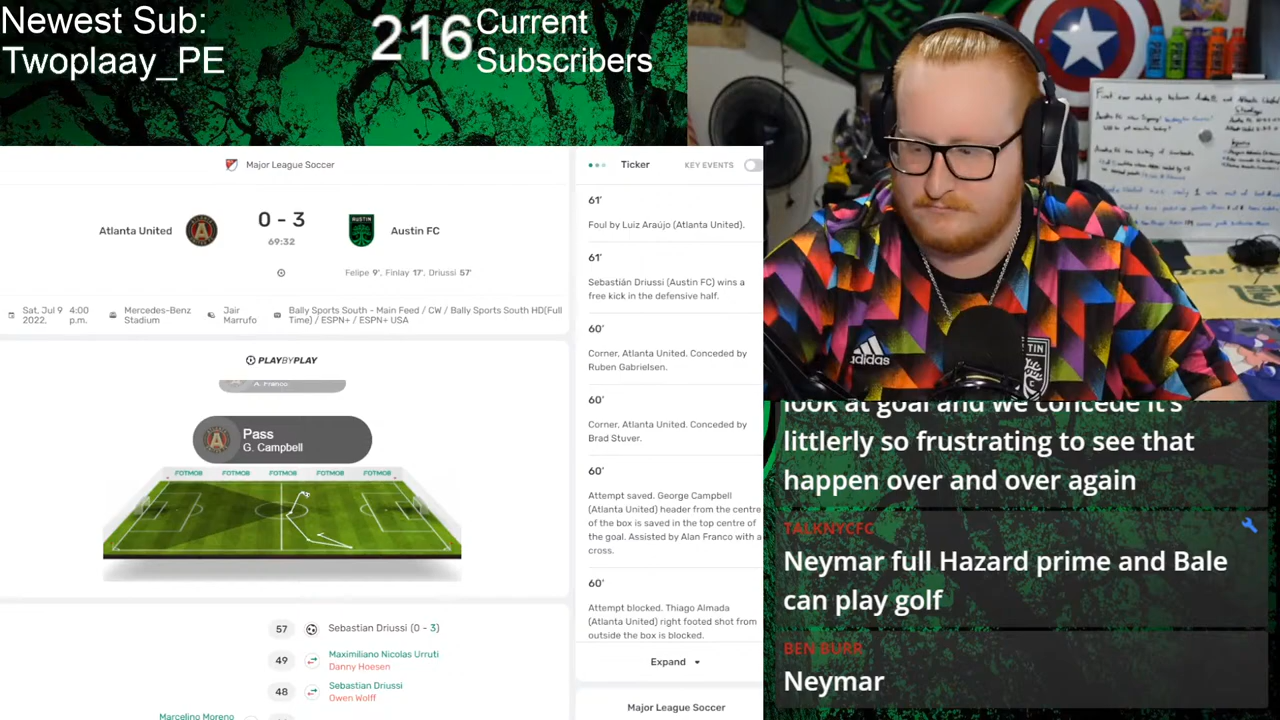 Newest Sub:
Twoplaay_PE
216
Current
Subscribers
Major League Soccer
Atlanta United
0 - 3
69:32
Austin FC
Felipe 9', Finlay 17', Driussi 57'
Sat, Jul 9
2022,
4:00
p.m.
Mercedes-Benz
Stadium
Jair
Marrufo
Bally Sports South - Main Feed / CW / Bally Sports South HD(Full
Time) / ESPN+ / ESPN USA
PLAYBYPLAY
A. Franco
Pass
G. Campbell
FOTMOB FOTMOB FOTMOB FOTMOB FOTMOB
57 Sebastian Driussi (0 - 3)
49 Maximiliano Nicolas Urruti
Danny Hoesen
48 Sebastian Driussi
Owen Wolff
Marcelino Moreno
Ticker
KEY EVENTS
61'
Foul by Luiz Araújo (Atlanta United).
61'
Sebastián Driussi (Austin FC) wins a
free kick in the defensive half.
60'
Corner, Atlanta United. Conceded by
Ruben Gabrielsen.
60'
Corner, Atlanta United. Conceded by
Brad Stuver.
60'
Attempt saved. George Campbell
(Atlanta United) header from the centre
of the box is saved in the top centre of
the goal. Assisted by Alan Franco with a
cross.
60'
Attempt blocked. Thiago Almada
(Atlanta United) right footed shot from
outside the box is blocked.
Expand
Major League Soccer
adidas
look at goal and we concede it's
littlerly so frustrating to see that
happen over and over again
TALKNYCFC
Neymar full Hazard prime and Bale
can play golf
BEN BURR
Neymar